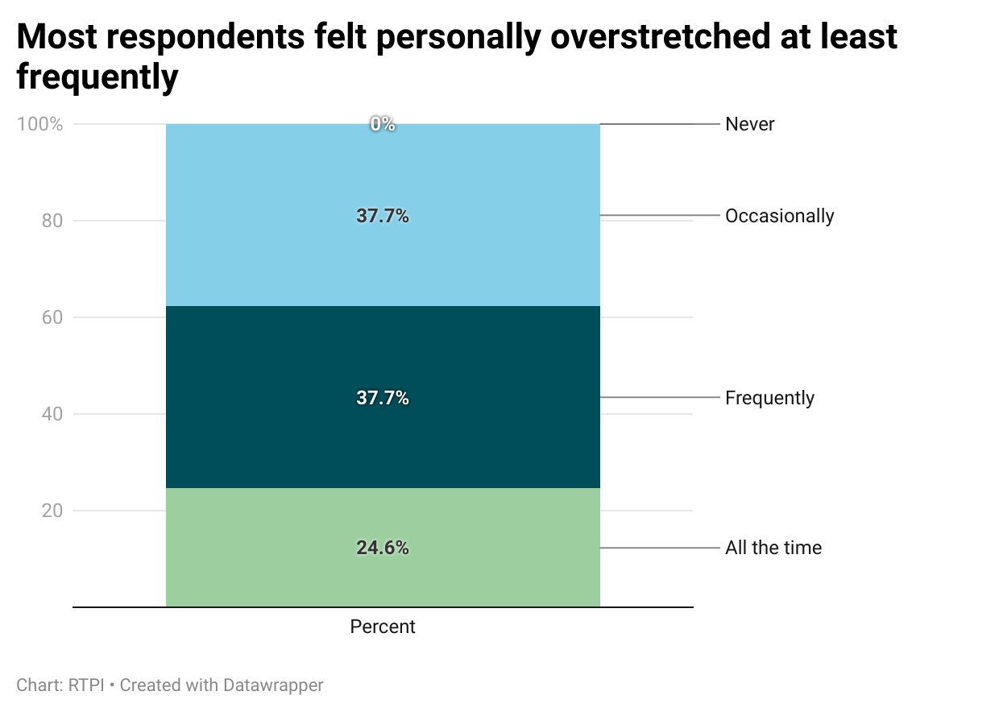 Most respondents felt personally overstretched at least
frequently
100%
0%
Never
80
37.7%
Occasionally
60
37.7%
Frequently
40
20
24.6%
All the time
Percent
Chart: RTPI • Created with Datawrapper